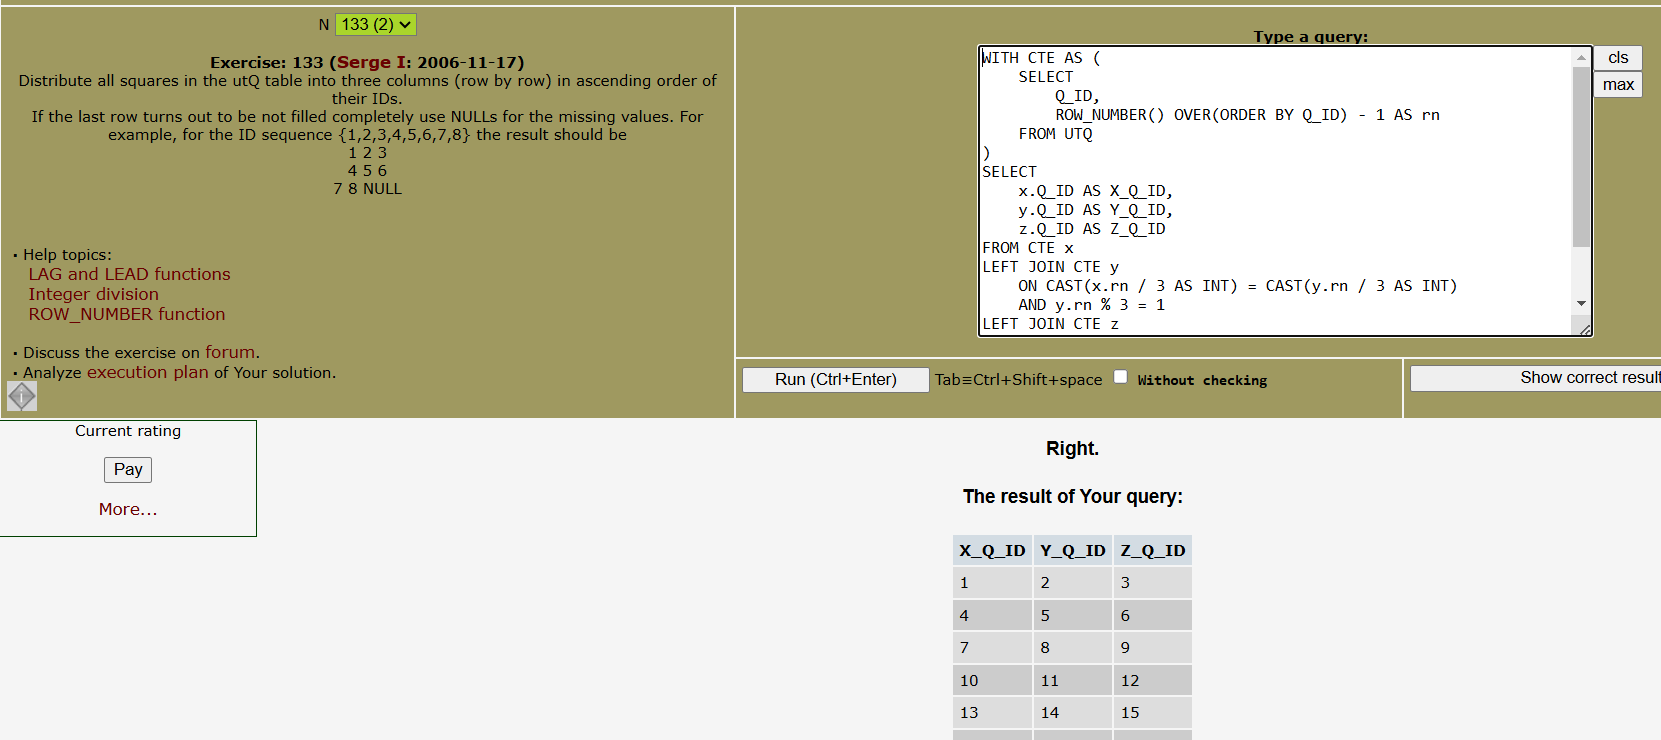 N 133 (2)
Exercise: 133 (Serge I: 2006-11-17)
Distribute all squares in the utQ table into three columns (row by row) in ascending order of
their IDs.
If the last row turns out to be not filled completely use NULLs for the missing values. For
example, for the ID sequence {1,2,3,4,5,6,7,8} the result should be
1 2 3
4 5 6
7 8 NULL
• Help topics:
LAG and LEAD functions
Integer division
ROW_NUMBER function
• Discuss the exercise on forum.
• Analyze execution plan of Your solution.
Type a query:
WITH CTE AS (
    SELECT
        Q_ID,
        ROW_NUMBER() OVER(ORDER BY Q_ID) - 1 AS rn
    FROM UTQ
)
SELECT
    x.Q_ID AS X_Q_ID,
    y.Q_ID AS Y_Q_ID,
    z.Q_ID AS Z_Q_ID
FROM CTE x
LEFT JOIN CTE y
    ON CAST(x.rn / 3 AS INT) = CAST(y.rn / 3 AS INT)
    AND y.rn % 3 = 1
LEFT JOIN CTE z
cls
max
Run (Ctrl+Enter) Tab≡Ctrl+Shift+space Without checking
Show correct result
Current rating
Pay
More...
Right.
The result of Your query:
X_Q_ID Y_Q_ID Z_Q_ID
1 2 3
4 5 6
7 8 9
10 11 12
13 14 15